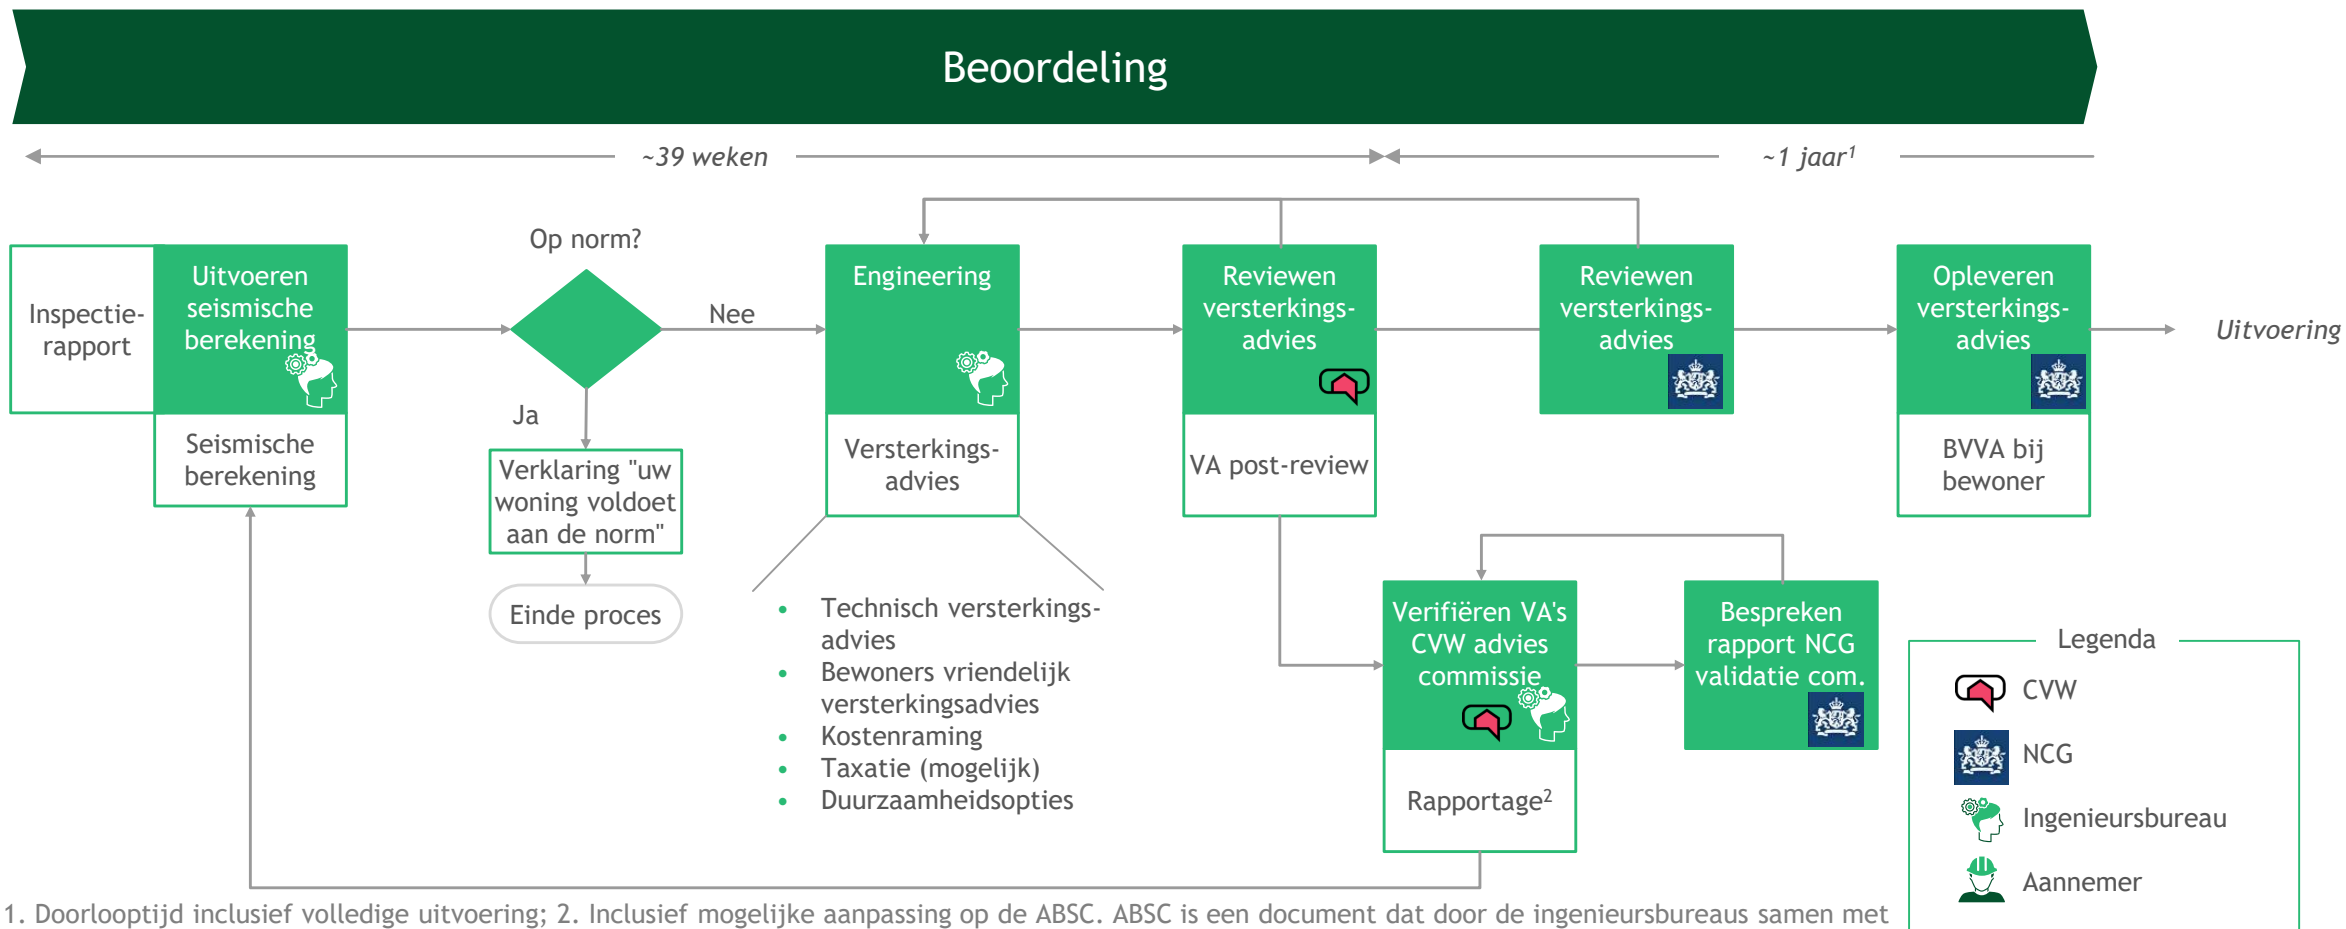 Beoordeling
~39 weken
~1 jaar¹
Inspectie-
rapport
Uitvoeren
seismische
berekening
Seismische
berekening
Op norm?
Nee
Ja
Verklaring "uw
woning voldoet
aan de norm"
Einde proces
Engineering
Versterkings-
advies
• Technisch versterkings-
advies
• Bewoners vriendelijk
versterkingsadvies
• Kostenraming
• Taxatie (mogelijk)
• Duurzaamheidsopties
Reviewen
versterkings-
advies
VA post-review
Reviewen
versterkings-
advies
Opleveren
versterkings-
advies
BVVA bij
bewoner
Uitvoering
Verifiëren VA's
CVW advies
commissie
Rapportage²
Bespreken
rapport NCG
validatie com.
Legenda
CVW
NCG
Ingenieursbureau
Aannemer
1. Doorlooptijd inclusief volledige uitvoering; 2. Inclusief mogelijke aanpassing op de ABSC. ABSC is een document dat door de ingenieursbureaus samen met